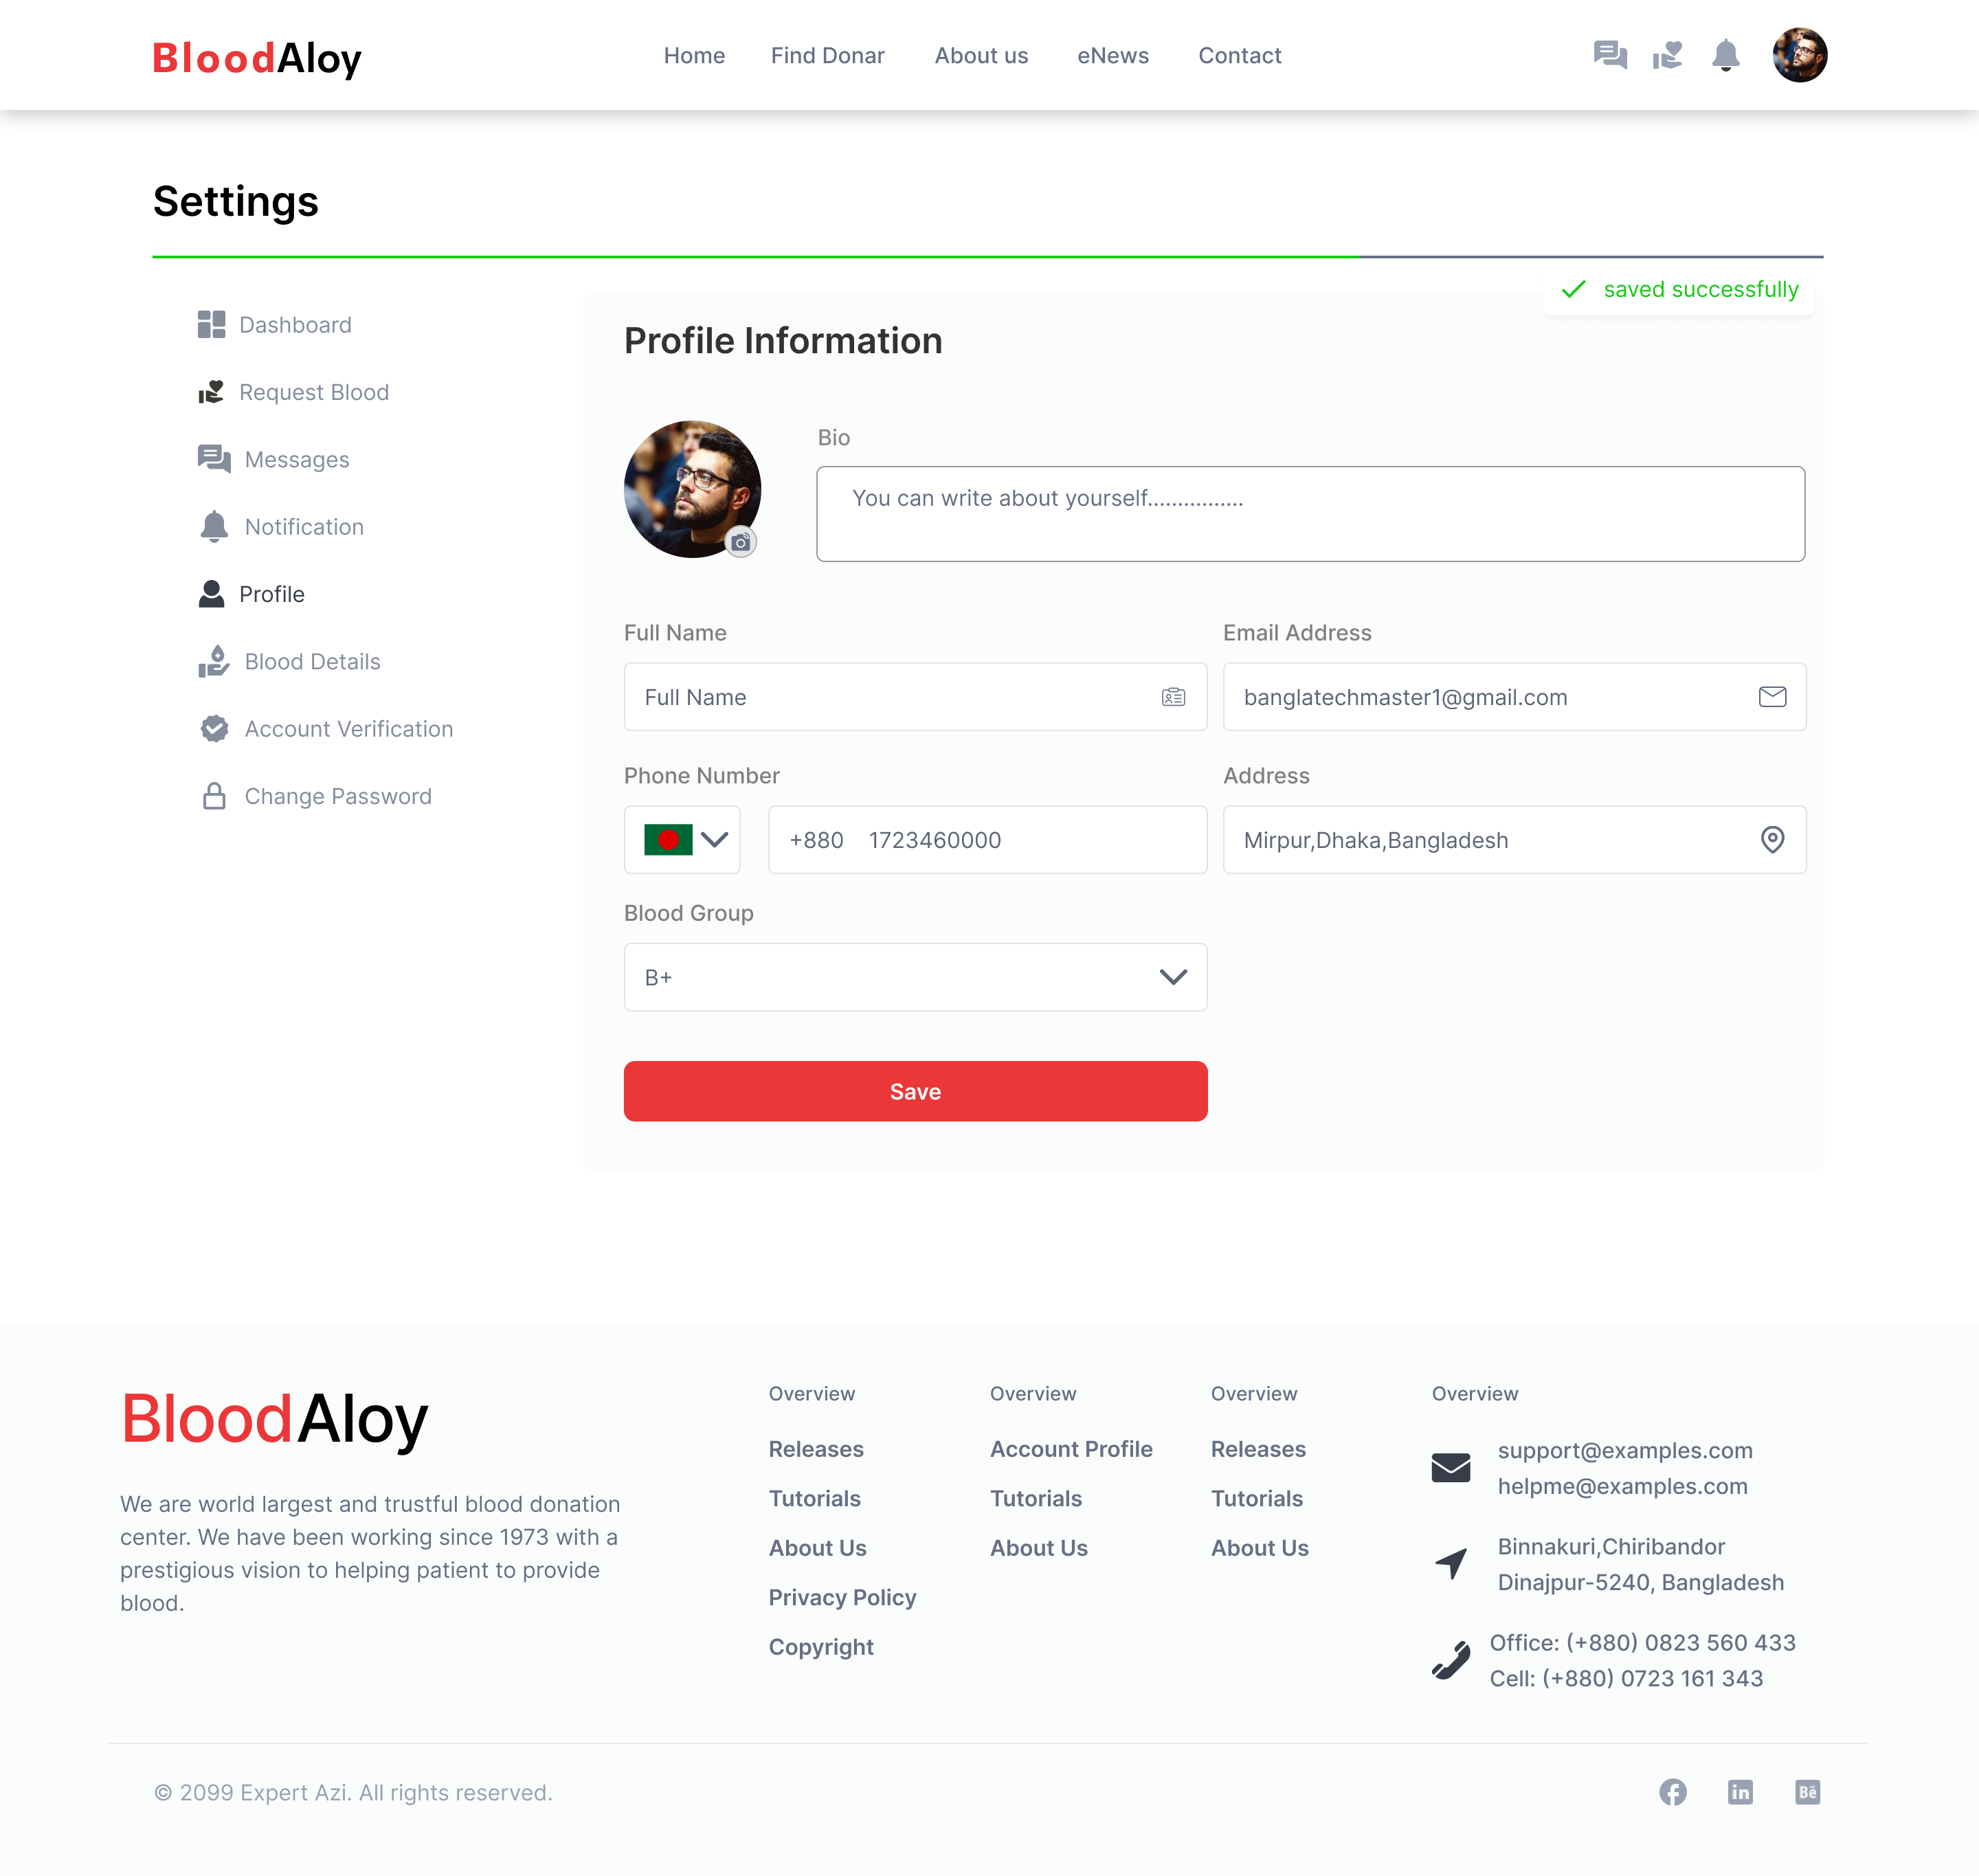 BloodAloy
Home Find Donar About us eNews Contact
Settings
saved successfully
Dashboard
Request Blood
Messages
Notification
Profile
Blood Details
Account Verification
Change Password
Profile Information
Bio
You can write about yourself................
Full Name
Full Name
Email Address
banglatechmaster1@gmail.com
Phone Number
+880 1723460000
Address
Mirpur,Dhaka,Bangladesh
Blood Group
B+
Save
BloodAloy
We are world largest and trustful blood donation
center. We have been working since 1973 with a
prestigious vision to helping patient to provide
blood.
Overview
Releases
Tutorials
About Us
Privacy Policy
Copyright
Overview
Account Profile
Tutorials
About Us
Overview
Releases
Tutorials
About Us
Overview
support@examples.com
helpme@examples.com
Binnakuri,Chiribandor
Dinajpur-5240, Bangladesh
Office: (+880) 0823 560 433
Cell: (+880) 0723 161 343
© 2099 Expert Azi. All rights reserved.
in
Bē